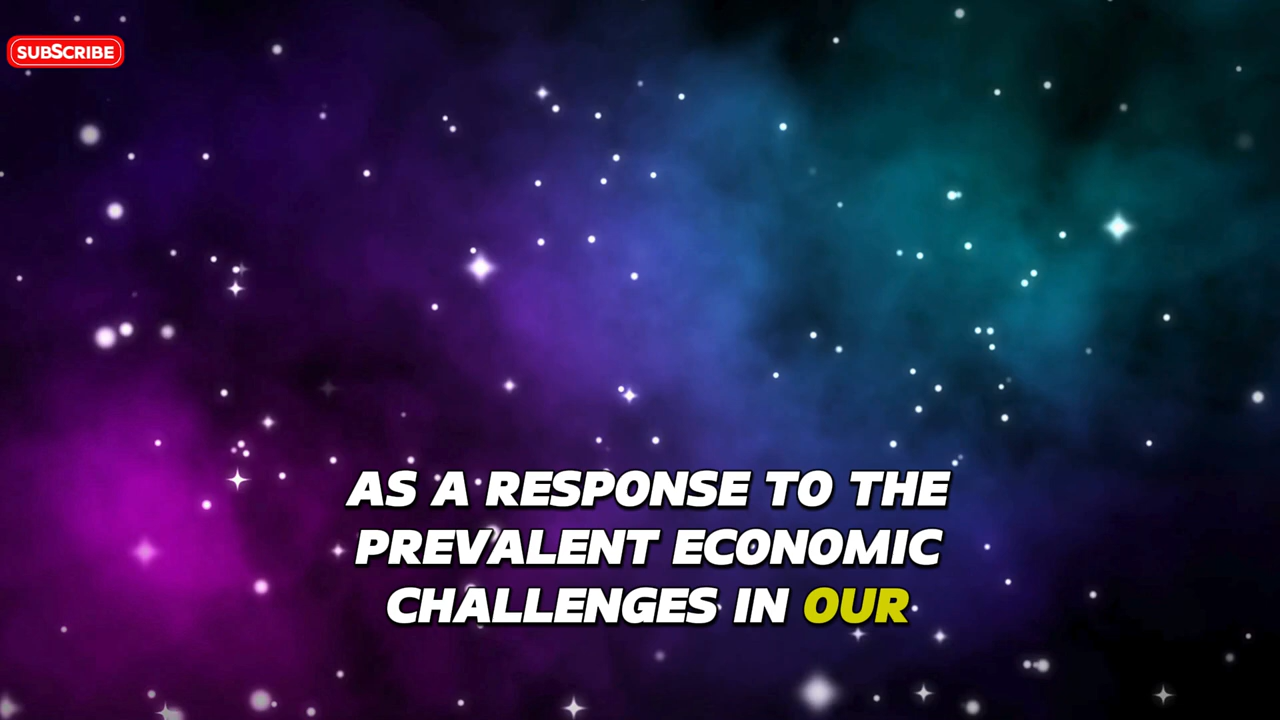 SUBSCRIBE
AS A RESPONSE TO THE
PREVALENT ECONOMIC
CHALLENGES IN OUR